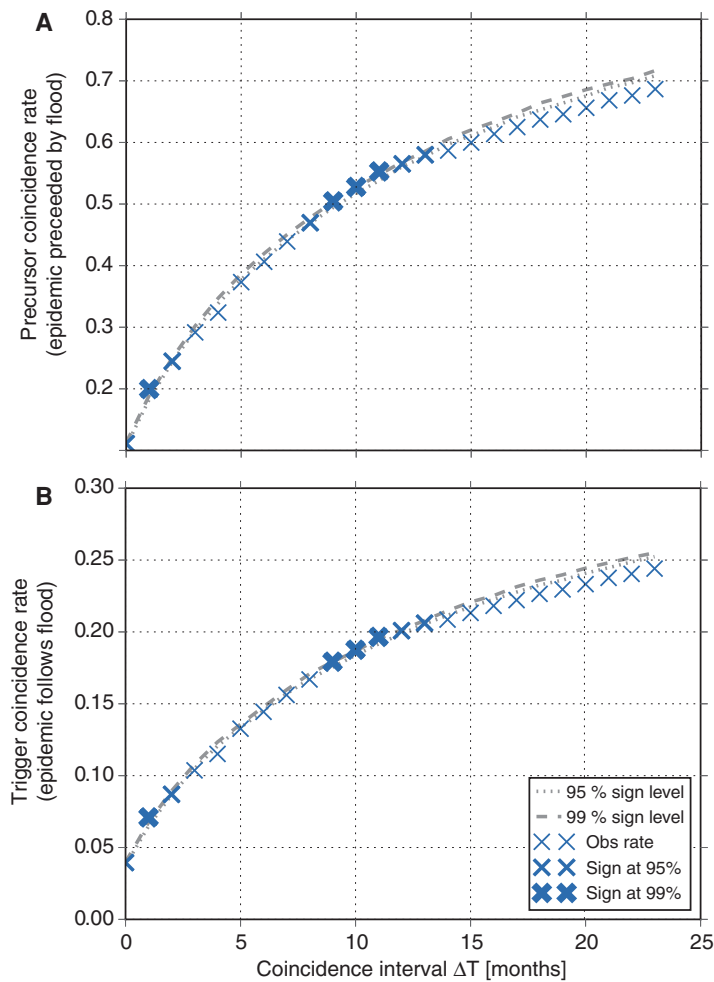 A
0.8
0.7
0.6
0.5
0.4
0.3
0.2
Precursor coincidence rate
(epidemic preceeded by flood)
B
0.30
0.25
0.20
0.15
0.10
0.05
0.00
Trigger coincidence rate
(epidemic follows flood)
95 % sign level
99 % sign level
Obs rate
Sign at 95%
Sign at 99%
0 5 10 15 20 25
Coincidence interval ΔT [months]